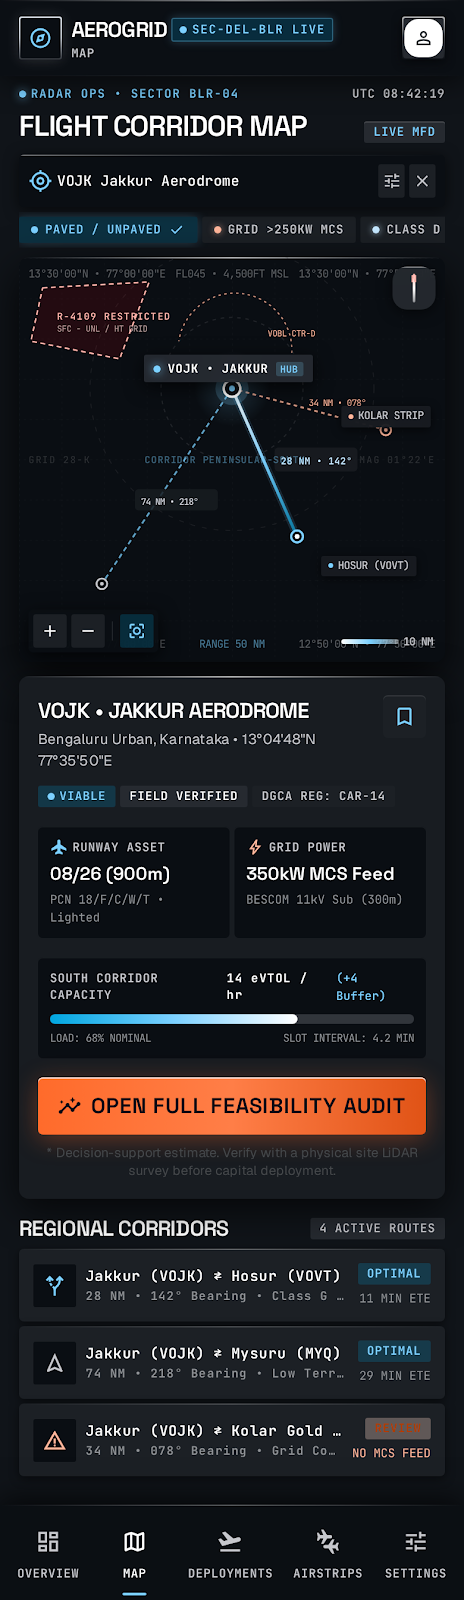 AEROGRID
SEC-DEL-BLR LIVE
MAP
RADAR OPS • SECTOR BLR-04
UTC 08:42:19
FLIGHT CORRIDOR MAP
LIVE MFD
VOJK Jakkur Aerodrome
PAVED / UNPAVED
GRID >250KW MCS
CLASS D
13°30'00"N • 77°00'00"E
FL045 • 4,500FT MSL
13°30'00"N
R-4109 RESTRICTED
SFC - UNL / HT GRID
VOBL CTR-D
VOJK • JAKKUR HUB
34 NM • 078°
KOLAR STRIP
GRID 28-K
CORRIDOR PENINSULAR-SOUTH
28 NM • 142°
MAG 01°22'E
74 NM • 218°
HOSUR (VOVT)
E
RANGE 50 NM
10 NM
VOJK • JAKKUR AERODROME
Bengaluru Urban, Karnataka • 13°04'48"N
77°35'50"E
VIABLE
FIELD VERIFIED
DGCA REG: CAR-14
RUNWAY ASSET
08/26 (900m)
PCN 18/F/C/W/T •
Lighted
GRID POWER
350kW MCS Feed
BESCOM 11kV Sub (300m)
SOUTH CORRIDOR
CAPACITY
14 eVTOL /
hr
(+4
Buffer)
LOAD: 68% NOMINAL
SLOT INTERVAL: 4.2 MIN
OPEN FULL FEASIBILITY AUDIT
* Decision-support estimate. Verify with a physical site LiDAR
survey before capital deployment.
REGIONAL CORRIDORS
4 ACTIVE ROUTES
Jakkur (VOJK) ⇄ Hosur (VOVT)
OPTIMAL
28 NM • 142° Bearing • Class G …
11 MIN ETE
Jakkur (VOJK) ⇄ Mysuru (MYQ)
OPTIMAL
74 NM • 218° Bearing • Low Terr…
29 MIN ETE
Jakkur (VOJK) ⇄ Kolar Gold …
34 NM • 078° Bearing • Grid Co…
NO MCS FEED
OVERVIEW
MAP
DEPLOYMENTS
AIRSTRIPS
SETTINGS